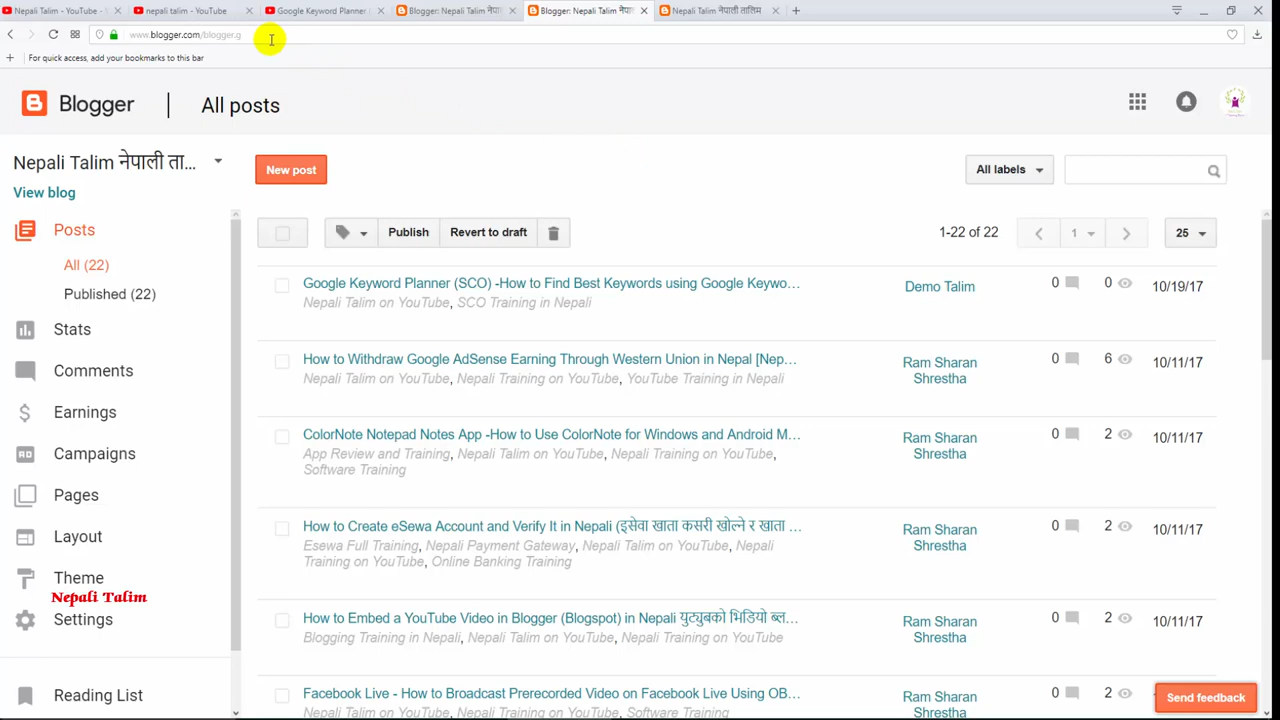 Nepali Talim - YouTube
nepali talim - YouTube
Google Keyword Planner
Blogger: Nepali Talim नेपा
Blogger: Nepali Talim नेपा
Nepali Talim नेपाली तालिम
www.blogger.com/blogger.g
For quick access, add your bookmarks to this bar
Blogger
All posts
Nepali Talim नेपाली ता...
View blog
New post
All labels
Posts
All (22)
Published (22)
Stats
Comments
Earnings
Campaigns
Pages
Layout
Theme
Nepali Talim
Settings
Reading List
Publish
Revert to draft
1-22 of 22
1
25
Google Keyword Planner (SCO) -How to Find Best Keywords using Google Keywo...
Nepali Talim on YouTube, SCO Training in Nepali
Demo Talim
0
0
10/19/17
How to Withdraw Google AdSense Earning Through Western Union in Nepal [Nep...
Nepali Talim on YouTube, Nepali Training on YouTube, YouTube Training in Nepali
Ram Sharan
Shrestha
0
6
10/11/17
ColorNote Notepad Notes App -How to Use ColorNote for Windows and Android M...
App Review and Training, Nepali Talim on YouTube, Nepali Training on YouTube,
Software Training
Ram Sharan
Shrestha
0
2
10/11/17
How to Create eSewa Account and Verify It in Nepali (इसेवा खाता कसरी खोल्ने र खाता ...
Esewa Full Training, Nepali Payment Gateway, Nepali Talim on YouTube, Nepali
Training on YouTube, Online Banking Training
Ram Sharan
Shrestha
0
2
10/11/17
How to Embed a YouTube Video in Blogger (Blogspot) in Nepali युट्युबको भिडियो ब्ल...
Blogging Training in Nepali, Nepali Talim on YouTube, Nepali Training on YouTube
Ram Sharan
Shrestha
0
2
10/11/17
Facebook Live - How to Broadcast Prerecorded Video on Facebook Live Using OB...
Nepali Talim on YouTube, Nepali Training on YouTube, Software Training
Ram Sharan
Shrestha
0
2
Send feedback